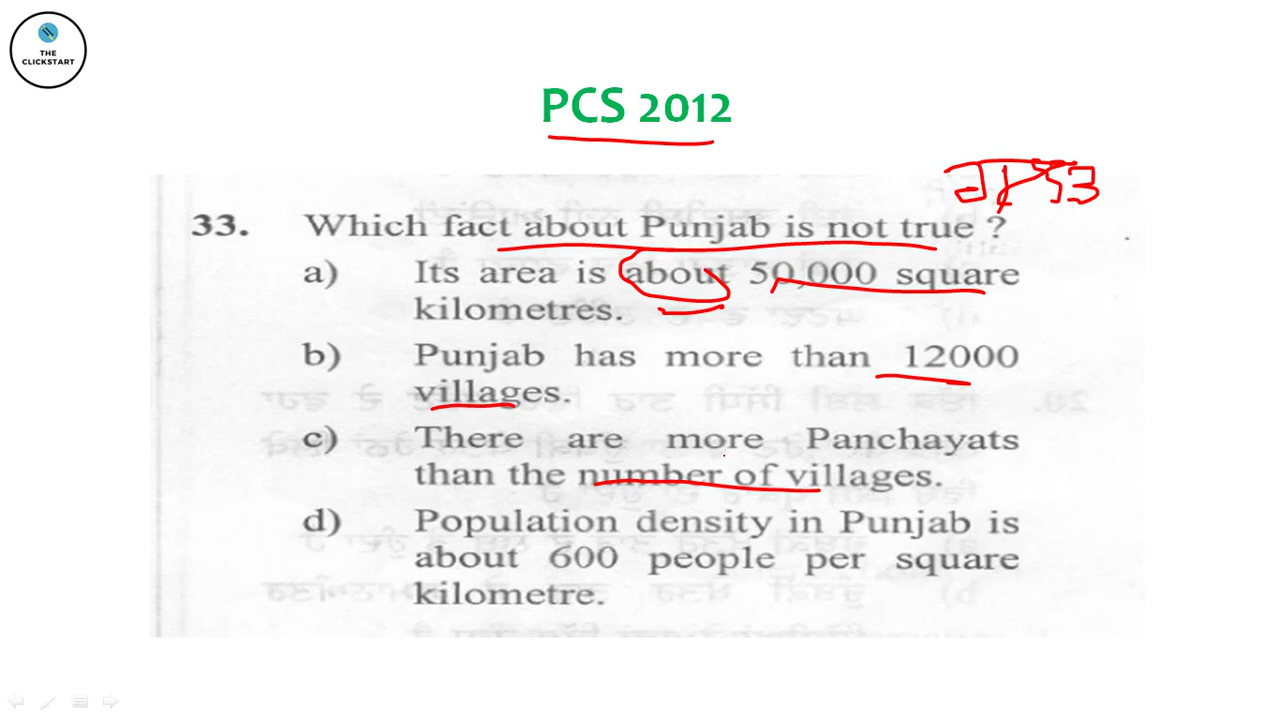 THE
CLICKSTART
PCS 2012
33. Which fact about Punjab is not true ?
a) Its area is about 50,000 square
kilometres.
b) Punjab has more than 12000
villages.
c) There are more Panchayats
than the number of villages.
d) Population density in Punjab is
about 600 people per square
kilometre.